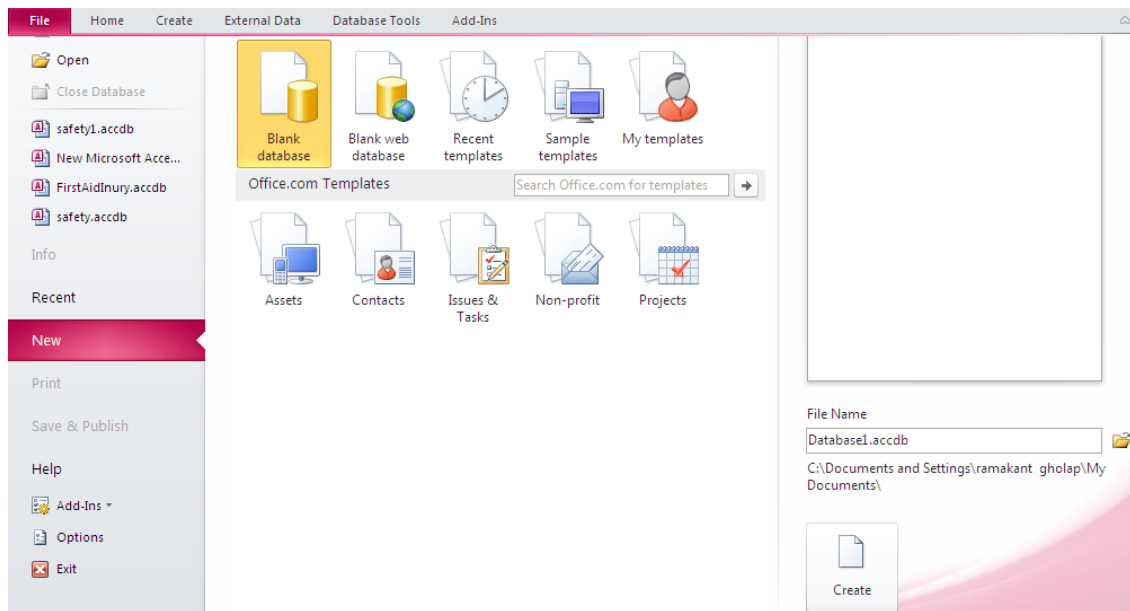 File Home Create External Data Database Tools Add-Ins
Open
Close Database
safety1.accdb
New Microsoft Acce...
FirstAidInury.accdb
safety.accdb
Info
Recent
New
Print
Save & Publish
Help
Add-Ins
Options
Exit
Blank database
Blank web database
Recent templates
Sample templates
My templates
Office.com Templates
Search Office.com for templates
Assets
Contacts
Issues & Tasks
Non-profit
Projects
File Name
Database1.accdb
C:\Documents and Settings\ramakant gholap\My
Documents\
Create